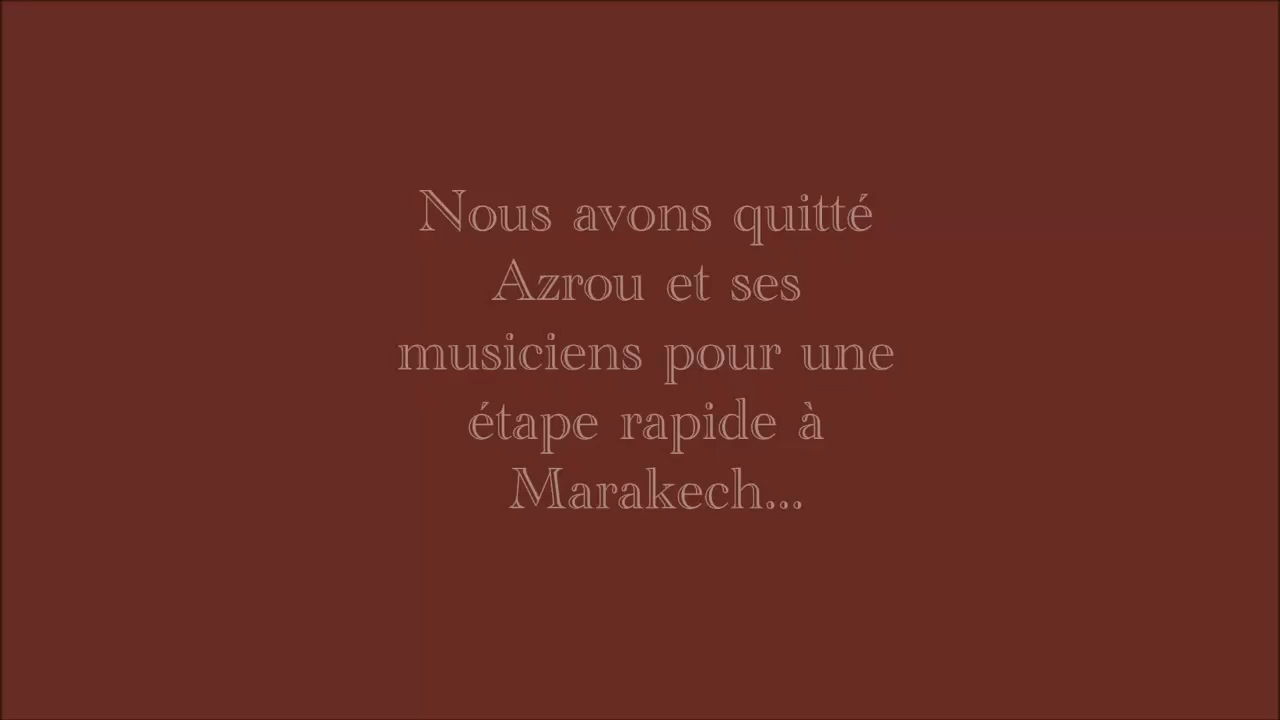 Nous avons quitté
Azrou et ses
musiciens pour une
étape rapide à
Marakech...